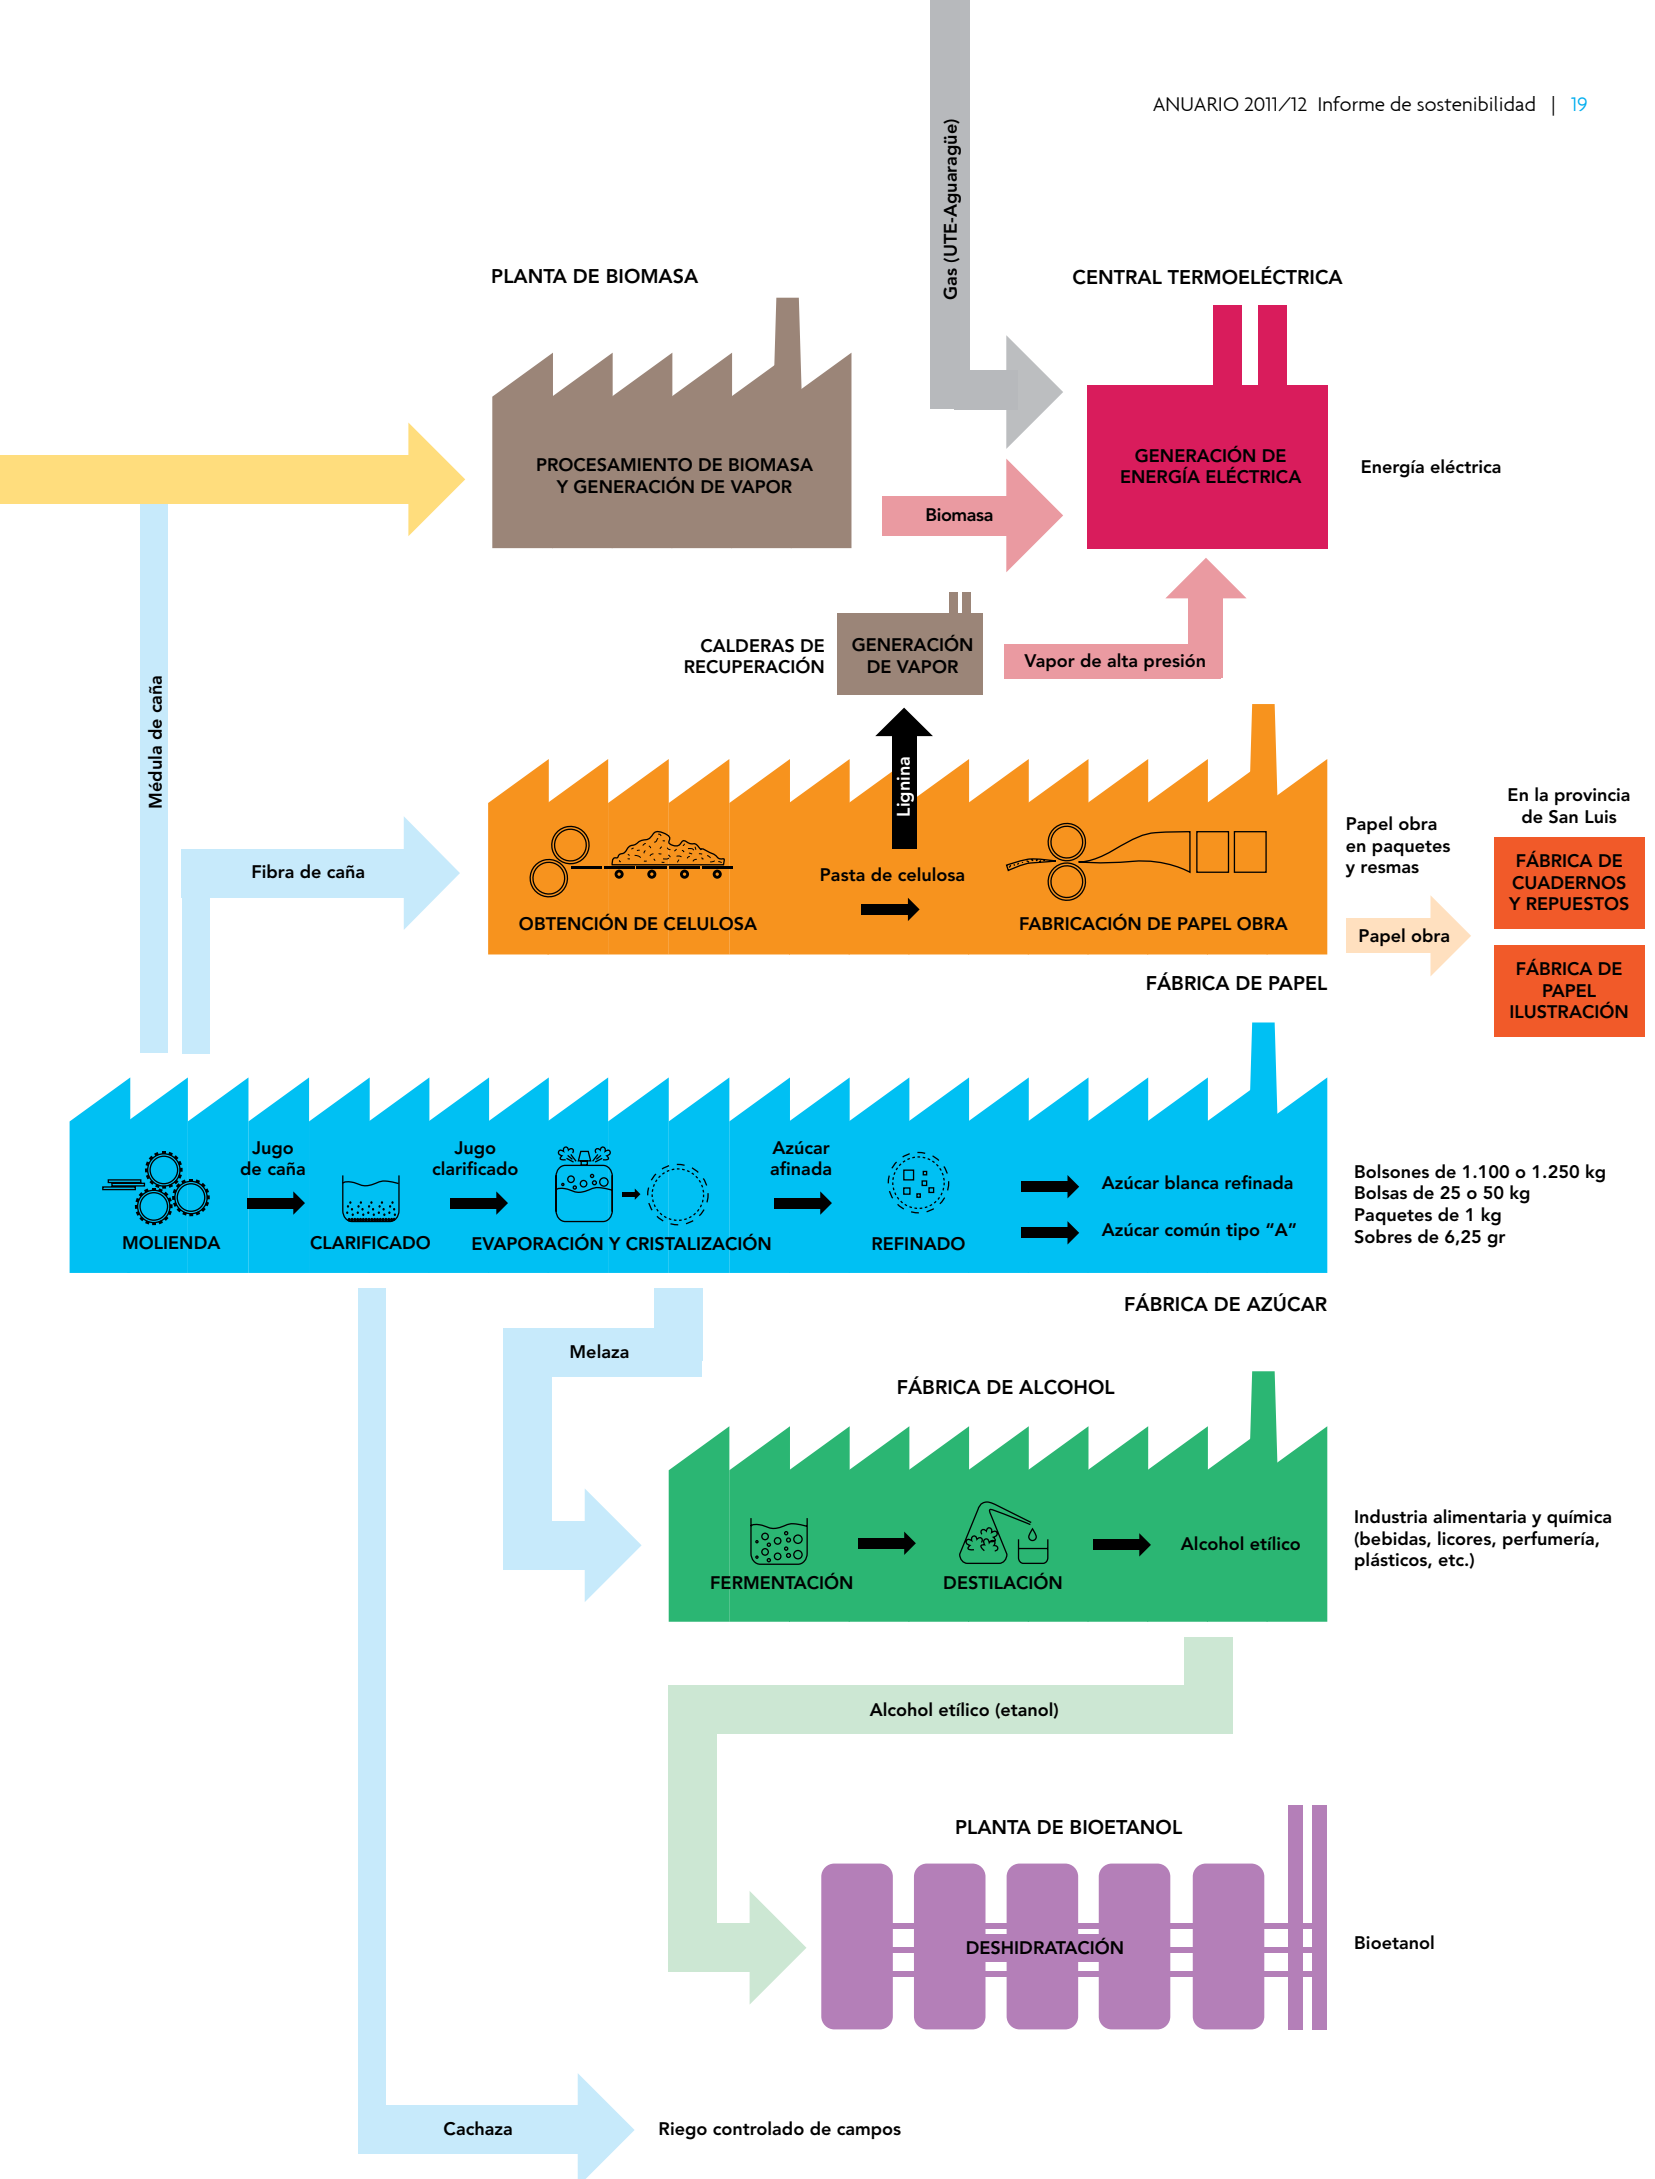 ANUARIO 2011/12 Informe de sostenibilidad | 19
Gas (UTE-Aguaragüe)
PLANTA DE BIOMASA
CENTRAL TERMOELÉCTRICA
PROCESAMIENTO DE BIOMASA
Y GENERACIÓN DE VAPOR
GENERACIÓN DE
ENERGÍA ELÉCTRICA
Energía eléctrica
Biomasa
CALDERAS DE
RECUPERACIÓN
GENERACIÓN
DE VAPOR
Vapor de alta presión
Médula de caña
Lignina
Fibra de caña
Pasta de celulosa
OBTENCIÓN DE CELULOSA
FABRICACIÓN DE PAPEL OBRA
Papel obra
en paquetes
y resmas
Papel obra
En la provincia
de San Luis
FÁBRICA DE
CUADERNOS
Y REPUESTOS
FÁBRICA DE
PAPEL
ILUSTRACIÓN
FÁBRICA DE PAPEL
Jugo
de caña
Jugo
clarificado
Azúcar
afinada
Azúcar blanca refinada
Azúcar común tipo “A”
MOLIENDA
CLARIFICADO
EVAPORACIÓN Y CRISTALIZACIÓN
REFINADO
Bolsones de 1.100 o 1.250 kg
Bolsas de 25 o 50 kg
Paquetes de 1 kg
Sobres de 6,25 gr
FÁBRICA DE AZÚCAR
Melaza
FÁBRICA DE ALCOHOL
FERMENTACIÓN
DESTILACIÓN
Alcohol etílico
Industria alimentaria y química
(bebidas, licores, perfumería,
plásticos, etc.)
Alcohol etílico (etanol)
PLANTA DE BIOETANOL
DESHIDRATACIÓN
Bioetanol
Cachaza
Riego controlado de campos